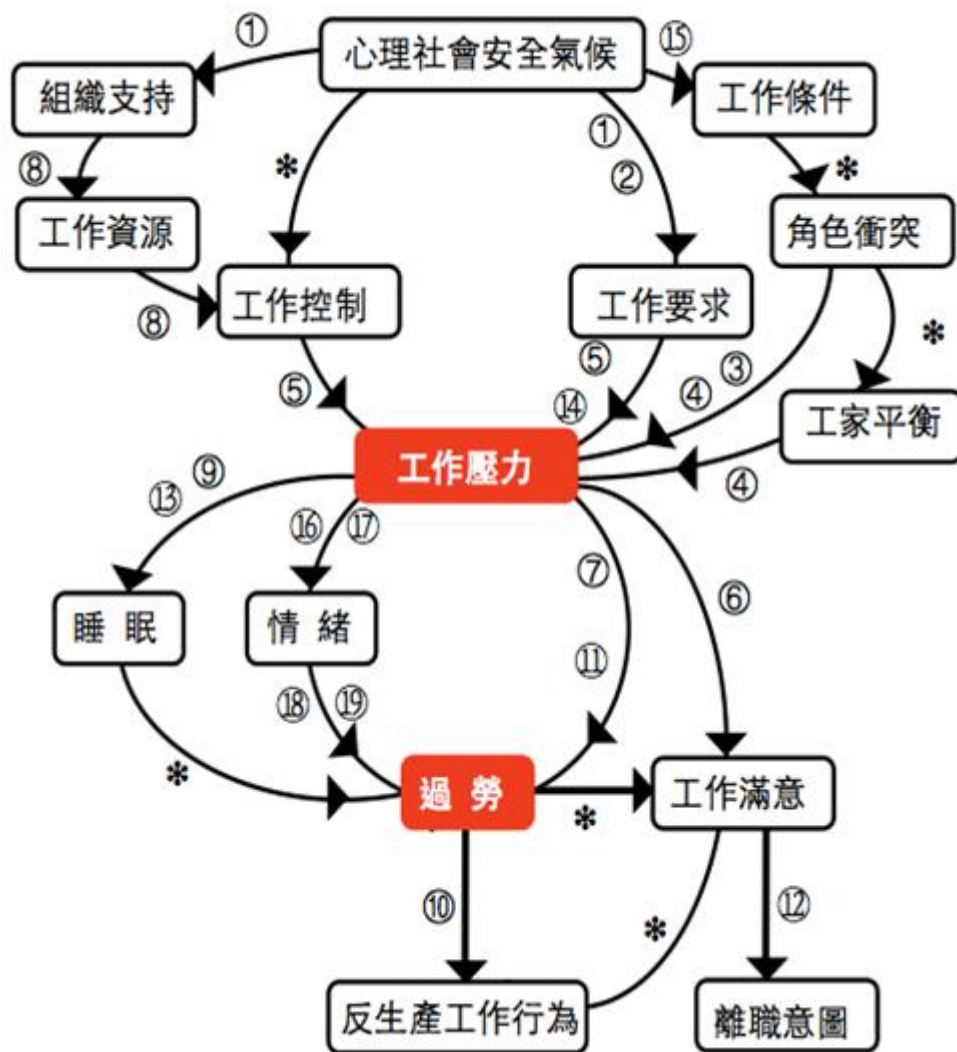 ① 心理社會安全氣候 ⑮
組織支持 工作條件
⑧ * ① ② *
工作資源 角色衝突
⑧ 工作控制 工作要求 *
⑤ ⑤ ④ ③
⑭ 工家平衡
工作壓力 ④
⑬ ⑨ ⑯ ⑰ ⑦ ⑥
睡 眠 情 緒
⑱ ⑲ ⑪
* 過 勞 工作滿意
*
⑩ * ⑫
反生產工作行為 離職意圖